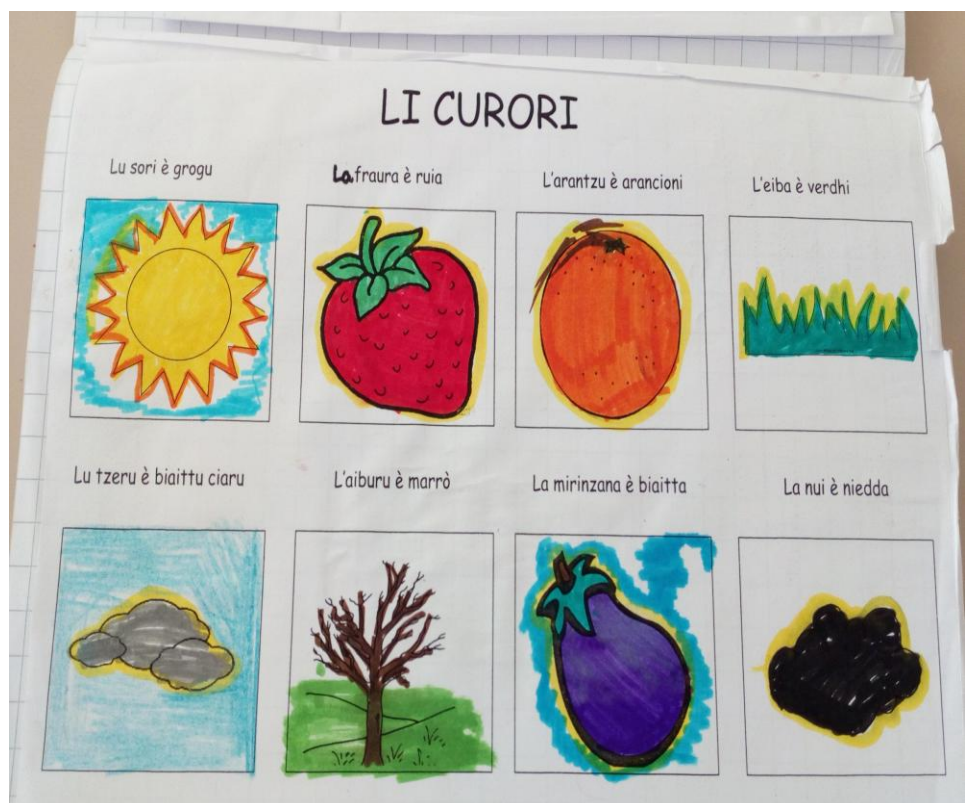 LI CURORI
Lu sori è grogu
La fraura è ruia
L'arantzu è arancioni
L'eiba è verdhi
Lu tzeru è biaittu ciaru
L'aiburu è marrò
La mirinzana è biaitta
La nui è niedda